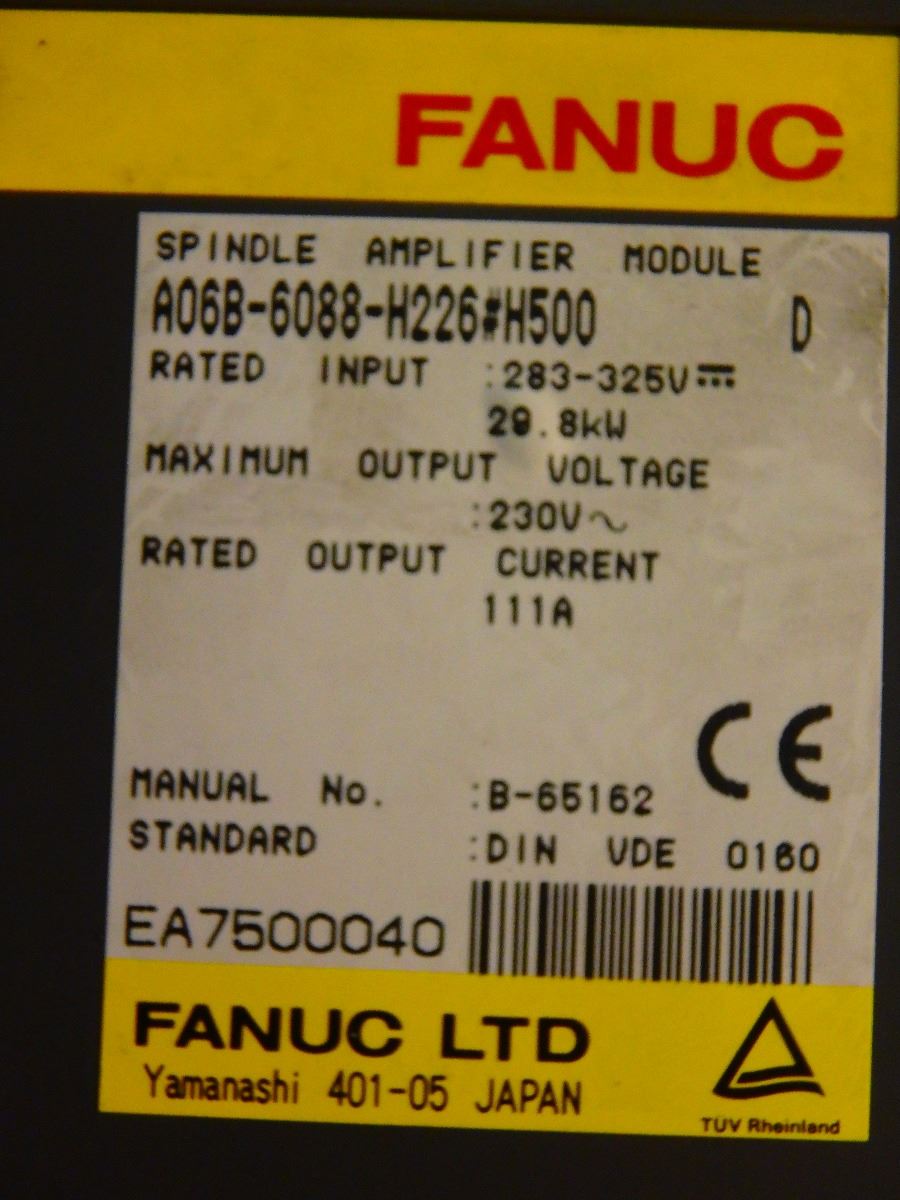 FANUC
SPINDLE AMPLIFIER MODULE
A06B-6088-H226#H500 D
RATED INPUT :283-325V⎓
29.8kW
MAXIMUM OUTPUT VOLTAGE
:230V～
RATED OUTPUT CURRENT
111A
CE
MANUAL No. :B-65162
STANDARD :DIN VDE 0160
EA7500040
FANUC LTD
Yamanashi 401-05 JAPAN
TÜV Rheinland